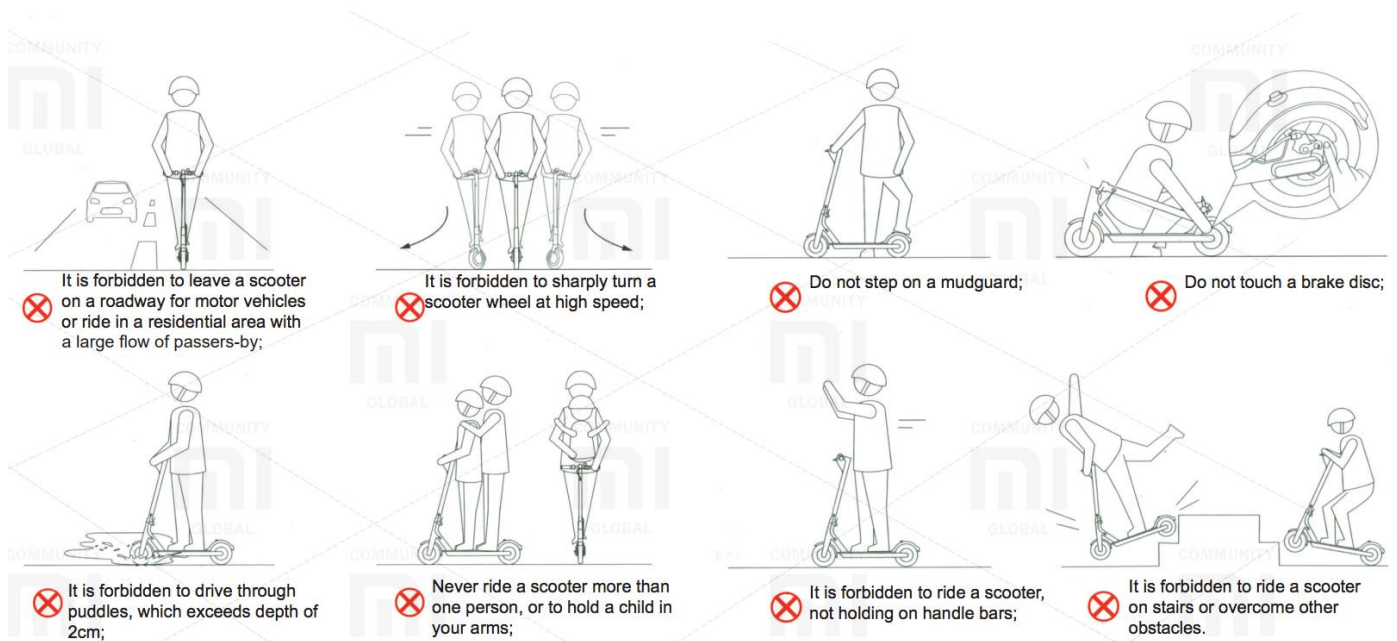 It is forbidden to leave a scooter
on a roadway for motor vehicles
or ride in a residential area with
a large flow of passers-by;
It is forbidden to sharply turn a
scooter wheel at high speed;
Do not step on a mudguard;
Do not touch a brake disc;
It is forbidden to drive through
puddles, which exceeds depth of
2cm;
Never ride a scooter more than
one person, or to hold a child in
your arms;
It is forbidden to ride a scooter,
not holding on handle bars;
It is forbidden to ride a scooter
on stairs or overcome other
obstacles.
COMMUNITY
MI
GLOBAL